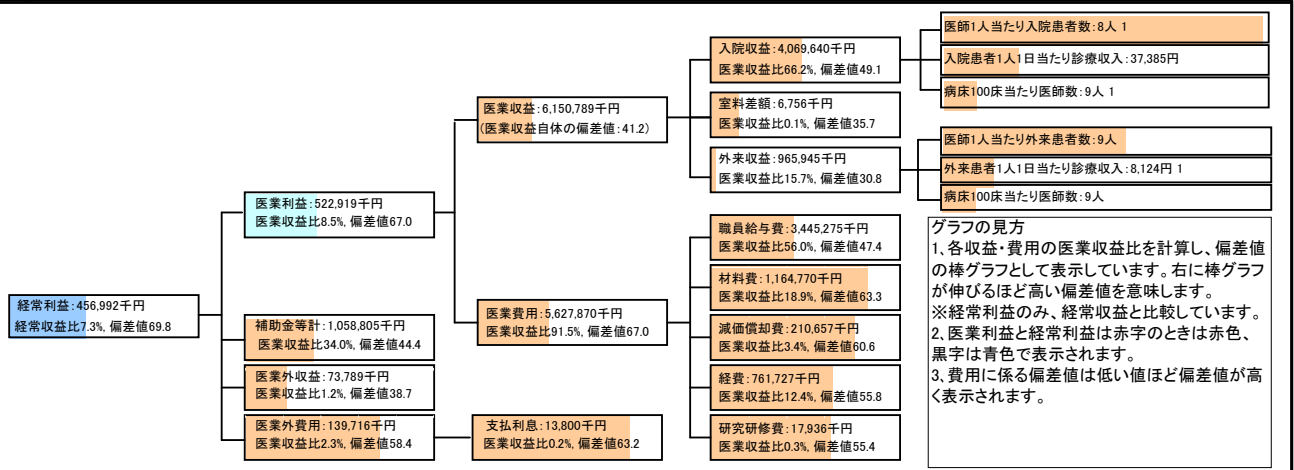 経常利益:456,992千円
経常収益比7.3%, 偏差値69.8
医業利益:522,919千円
医業収益比8.5%, 偏差値67.0
補助金等計:1,058,805千円
医業収益比34.0%, 偏差値44.4
医業外収益:73,789千円
医業収益比1.2%, 偏差値38.7
医業外費用:139,716千円
医業収益比2.3%, 偏差値58.4
医業収益:6,150,789千円
(医業収益自体の偏差値:41.2)
医業費用:5,627,870千円
医業収益比91.5%, 偏差値67.0
支払利息:13,800千円
医業収益比0.2%, 偏差値63.2
入院収益:4,069,640千円
医業収益比66.2%, 偏差値49.1
室料差額:6,756千円
医業収益比0.1%, 偏差値35.7
外来収益:965,945千円
医業収益比15.7%, 偏差値30.8
職員給与費:3,445,275千円
医業収益比56.0%, 偏差値47.4
材料費:1,164,770千円
医業収益比18.9%, 偏差値63.3
減価償却費:210,657千円
医業収益比3.4%, 偏差値60.6
経費:761,727千円
医業収益比12.4%, 偏差値55.8
研究研修費:17,936千円
医業収益比0.3%, 偏差値55.4
医師1人当たり入院患者数:8人 1
入院患者1人1日当たり診療収入:37,385円
病床100床当たり医師数:9人 1
医師1人当たり外来患者数:9人
外来患者1人1日当たり診療収入:8,124円 1
病床100床当たり医師数:9人
グラフの見方
1、各収益・費用の医業収益比を計算し、偏差値
の棒グラフとして表示しています。右に棒グラフ
が伸びるほど高い偏差値を意味します。
※経常利益のみ、経常収益と比較しています。
2、医業利益と経常利益は赤字のときは赤色、
黒字は青色で表示されます。
3、費用に係る偏差値は低い値ほど偏差値が高
く表示されます。